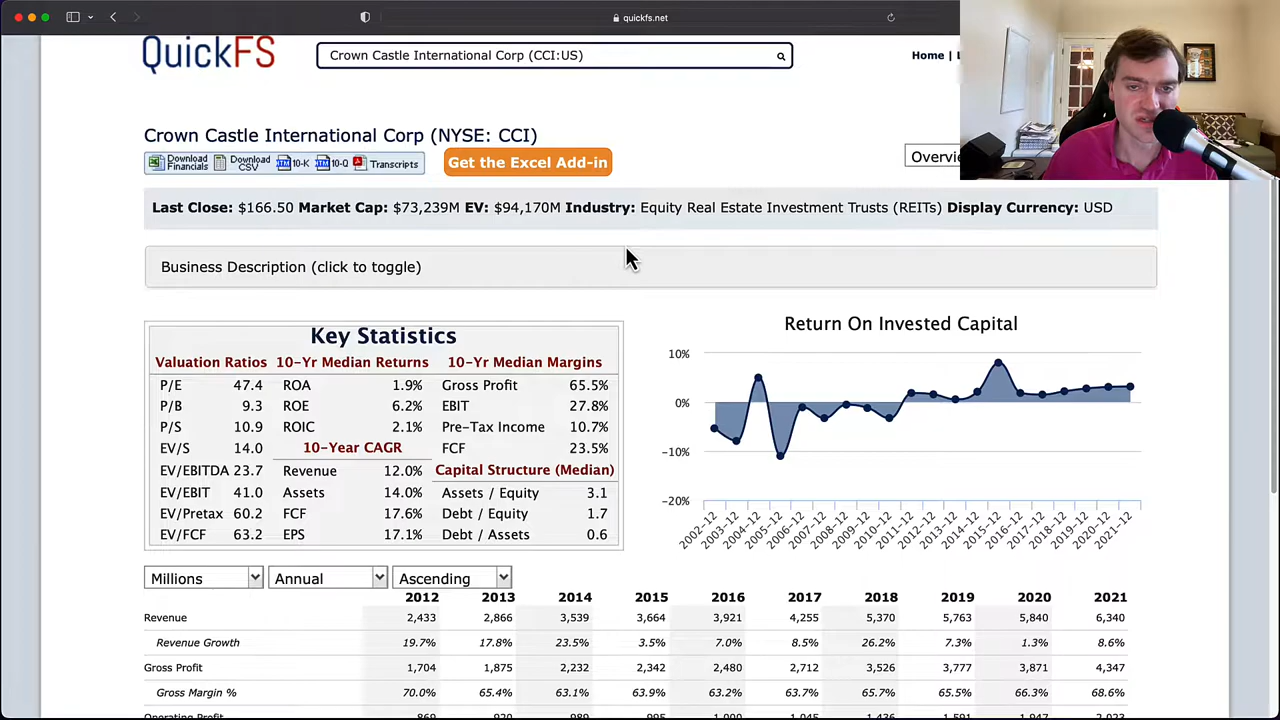 quickfs.net
QuickFS
Crown Castle International Corp (CCI:US)
Home |
Crown Castle International Corp (NYSE: CCI)
Download Financials
Download CSV
10-K
10-Q
Transcripts
Get the Excel Add-in
Last Close: $166.50 Market Cap: $73,239M EV: $94,170M Industry: Equity Real Estate Investment Trusts (REITs) Display Currency: USD
Business Description (click to toggle)
Key Statistics
Valuation Ratios 10-Yr Median Returns 10-Yr Median Margins
P/E 47.4 ROA 1.9% Gross Profit 65.5%
P/B 9.3 ROE 6.2% EBIT 27.8%
P/S 10.9 ROIC 2.1% Pre-Tax Income 10.7%
EV/S 14.0 10-Year CAGR FCF 23.5%
EV/EBITDA 23.7 Revenue 12.0% Capital Structure (Median)
EV/EBIT 41.0 Assets 14.0% Assets / Equity 3.1
EV/Pretax 60.2 FCF 17.6% Debt / Equity 1.7
EV/FCF 63.2 EPS 17.1% Debt / Assets 0.6
Return On Invested Capital
10%
0%
-10%
-20%
2002-12 2003-12 2004-12 2005-12 2006-12 2007-12 2008-12 2009-12 2010-12 2011-12 2012-12 2013-12 2014-12 2015-12 2016-12 2017-12 2018-12 2019-12 2020-12 2021-12
Millions Annual Ascending
2012 2013 2014 2015 2016 2017 2018 2019 2020 2021
Revenue 2,433 2,866 3,539 3,664 3,921 4,255 5,370 5,763 5,840 6,340
Revenue Growth 19.7% 17.8% 23.5% 3.5% 7.0% 8.5% 26.2% 7.3% 1.3% 8.6%
Gross Profit 1,704 1,875 2,232 2,342 2,480 2,712 3,526 3,777 3,871 4,347
Gross Margin % 70.0% 65.4% 63.1% 63.9% 63.2% 63.7% 65.7% 65.5% 66.3% 68.6%
Operating Profit